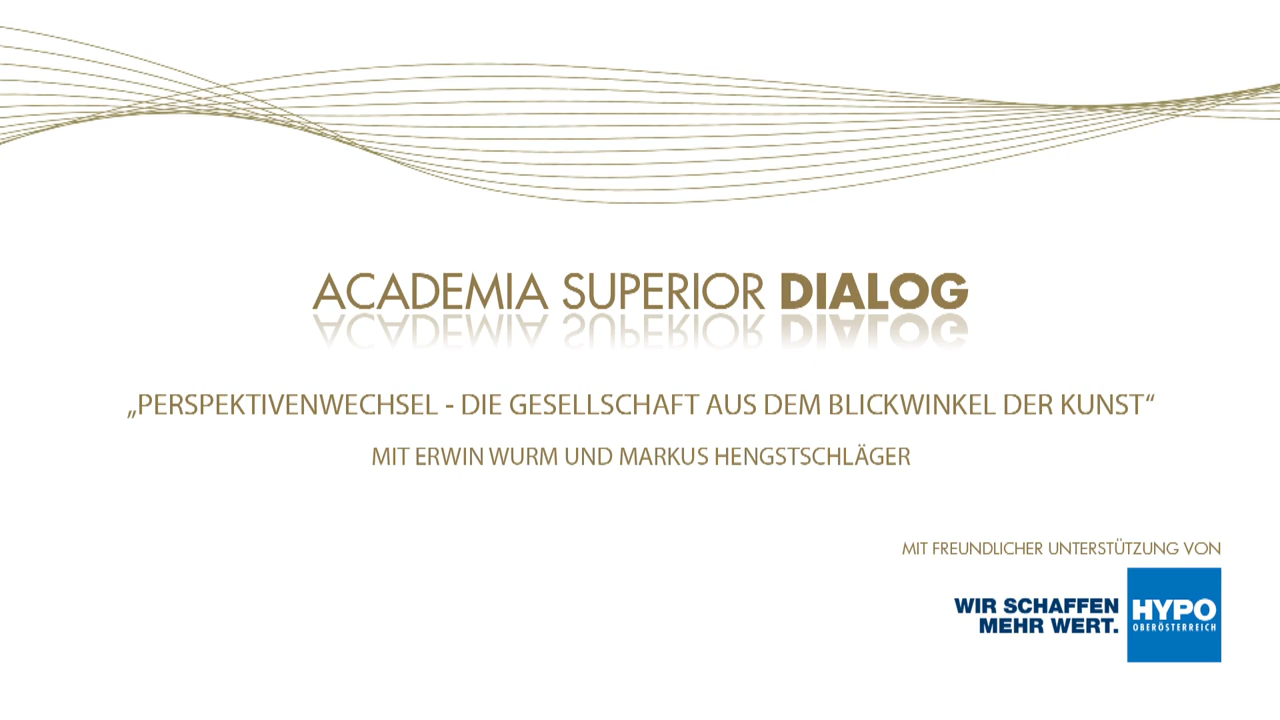 ACADEMIA SUPERIOR DIALOG
„PERSPEKTIVENWECHSEL - DIE GESELLSCHAFT AUS DEM BLICKWINKEL DER KUNST“
MIT ERWIN WURM UND MARKUS HENGSTSCHLÄGER
MIT FREUNDLICHER UNTERSTÜTZUNG VON
WIR SCHAFFEN
MEHR WERT.
HYPO
OBERÖSTERREICH